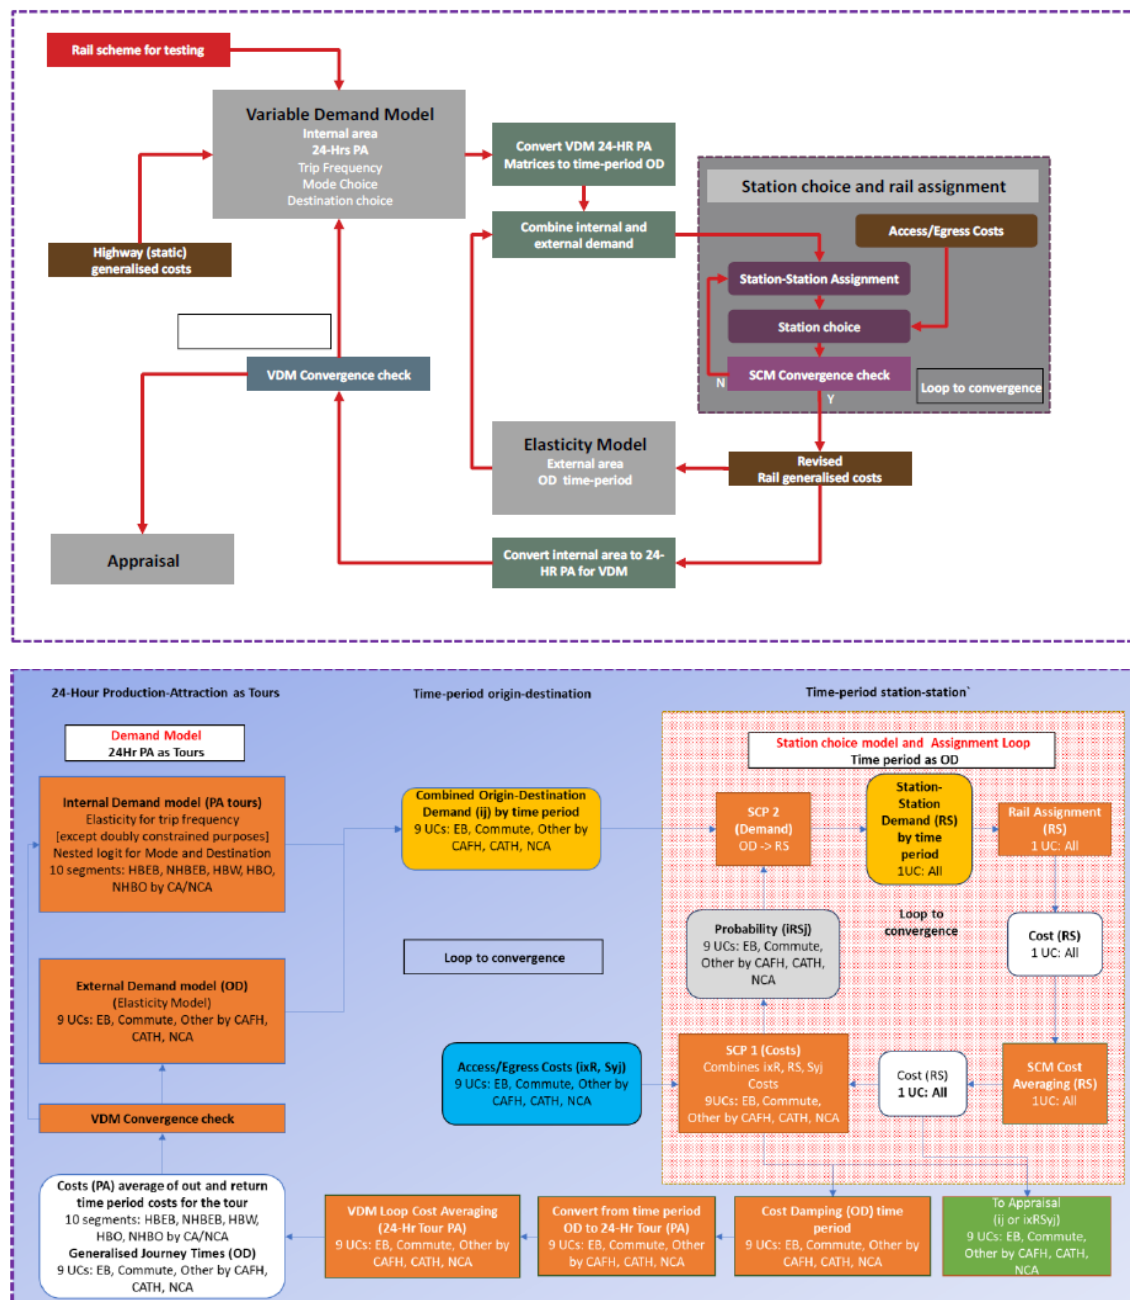 Rail scheme for testing
Variable Demand Model
Internal area
24-Hrs PA
Trip Frequency
Mode Choice
Destination choice
Convert VDM 24-HR PA
Matrices to time-period OD
Station choice and rail assignment
Combine internal and
external demand
Access/Egress Costs
Highway (static)
generalised costs
Station-Station Assignment
Station choice
VDM Convergence check
SCM Convergence check
N
Loop to convergence
Y
Elasticity Model
External area
OD time-period
Revised
Rail generalised costs
Appraisal
Convert internal area to 24-
HR PA for VDM
24-Hour Production-Attraction as Tours
Time-period origin-destination
Time-period station-station`
Demand Model
24Hr PA as Tours
Station choice model and Assignment Loop
Time period as OD
Internal Demand model (PA tours)
Elasticity for trip frequency
[except doubly constrained purposes]
Nested logit for Mode and Destination
10 segments: HBEB, NHBEB, HBW, HBO,
NHBO by CA/NCA
Combined Origin-Destination
Demand (ij) by time period
9 UCs: EB, Commute, Other by
CAFH, CATH, NCA
SCP 2
(Demand)
OD -> RS
Station-
Station
Demand (RS)
by time
period
1UC: All
Rail Assignment
(RS)
1 UC: All
Loop to
convergence
Probability (iRSj)
9 UCs: EB, Commute,
Other by CAFH, CATH,
NCA
Cost (RS)
1 UC: All
Loop to convergence
External Demand model (OD)
(Elasticity Model)
9 UCs: EB, Commute, Other by CAFH,
CATH, NCA
Access/Egress Costs (ixR, Syj)
9 UCs: EB, Commute, Other by
CAFH, CATH, NCA
SCP 1 (Costs)
Combines ixR, RS, Syj
Costs
9UCs: EB, Commute,
Other by CAFH, CATH, NCA
Cost (RS)
1 UC: All
SCM Cost
Averaging (RS)
1UC: All
VDM Convergence check
Costs (PA) average of out and return
time period costs for the tour
10 segments: HBEB, NHBEB, HBW,
HBO, NHBO by CA/NCA
Generalised Journey Times (OD)
9 UCs: EB, Commute, Other by CAFH,
CATH, NCA
VDM Loop Cost Averaging
(24-Hr Tour PA)
9 UCs: EB, Commute, Other by
CAFH, CATH, NCA
Convert from time period
OD to 24-Hr Tour (PA)
9 UCs: EB, Commute, Other
by CAFH, CATH, NCA
Cost Damping (OD) time
period
9 UCs: EB, Commute, Other by
CAFH, CATH, NCA
To Appraisal
(ij or ixRSyj)
9 UCs: EB, Commute,
Other by CAFH, CATH,
NCA